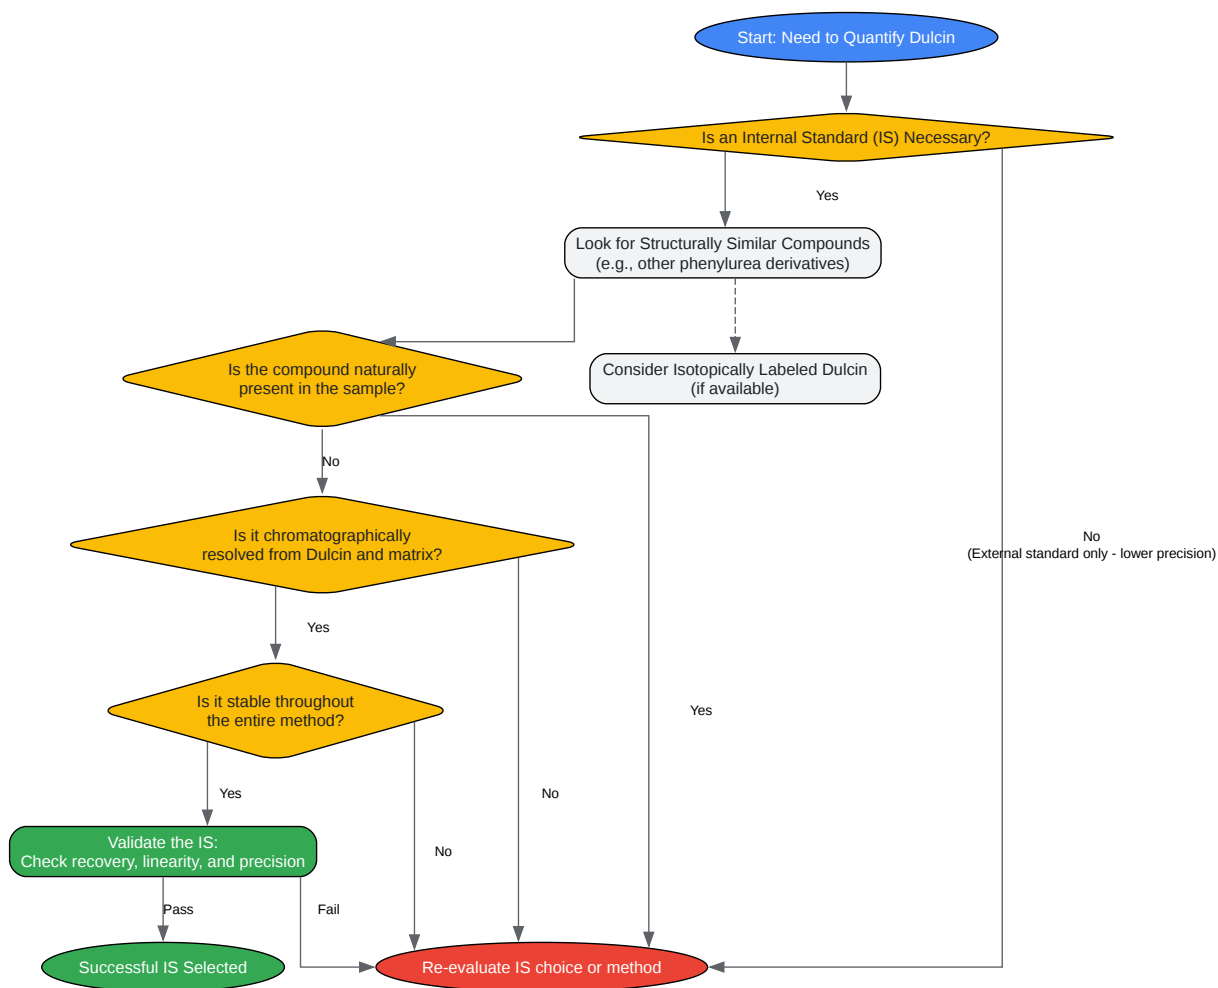 Start: Need to Quantify Dulcin
Is an Internal Standard (IS) Necessary?
Yes
Look for Structurally Similar Compounds
(e.g., other phenylurea derivatives)
Is the compound naturally
present in the sample?
Consider Isotopically Labeled Dulcin
(if available)
No
Is it chromatographically
resolved from Dulcin and matrix?
No
(External standard only - lower precision)
Yes
Is it stable throughout
the entire method?
Yes
Yes
No
No
Validate the IS:
Check recovery, linearity, and precision
Pass
Fail
Successful IS Selected
Re-evaluate IS choice or method